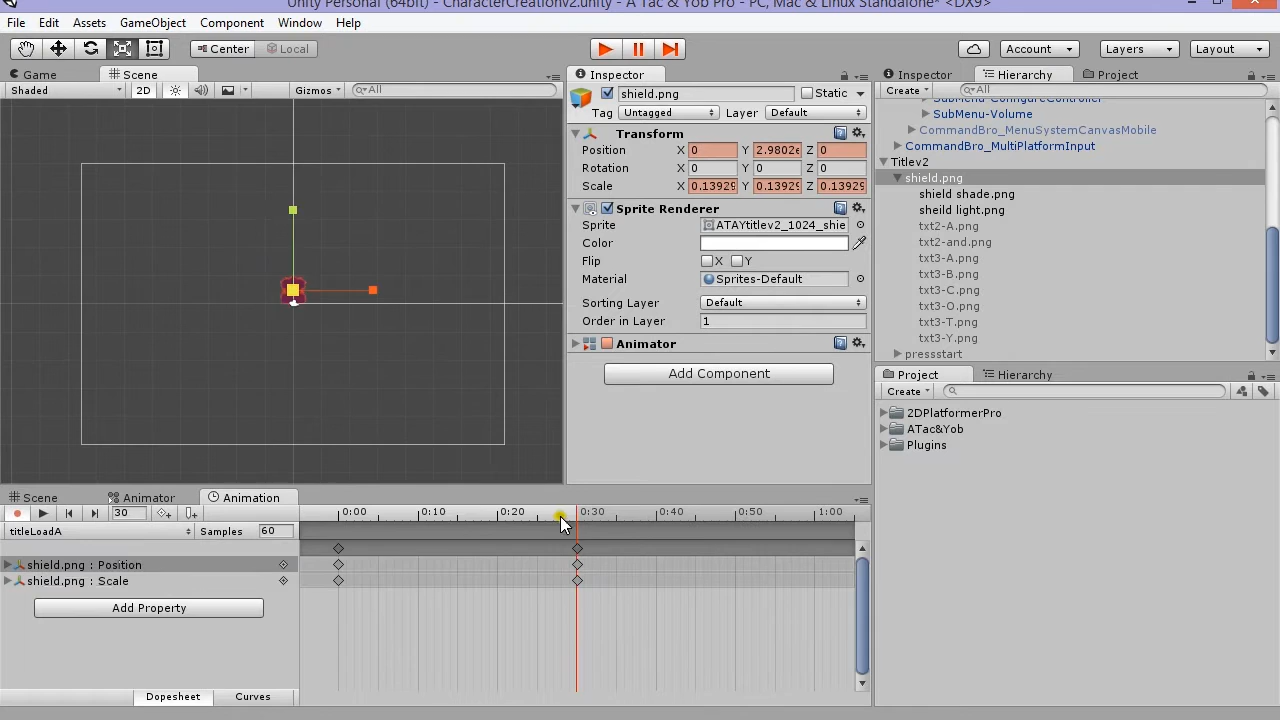 Unity Personal (64bit) - CharacterCreationv2.unity - A Tac & Yob Pro - PC, Mac & Linux Standalone* <DX9>
File Edit Assets GameObject Component Window Help
Center Local Account Layers Layout
Game Scene Inspector Inspector Hierarchy Project
Shaded 2D Gizmos All shield.png Static Create All
Tag Untagged Layer Default
SubMenu-ConfigureController
SubMenu-Volume
CommandBro_MenuSystemCanvasMobile
CommandBro_MultiPlatformInput
Titlev2
shield.png
shield shade.png
sheild light.png
txt2-A.png
txt2-and.png
txt3-A.png
txt3-B.png
txt3-C.png
txt3-O.png
txt3-T.png
txt3-Y.png
pressstart
Transform
Position X 0 Y 2.9802e Z 0
Rotation X 0 Y 0 Z 0
Scale X 0.13929 Y 0.13929 Z 0.13929
Sprite Renderer
Sprite ATAYtitlev2_1024_shie
Color
Flip X Y
Material Sprites-Default
Sorting Layer Default
Order in Layer 1
Animator
Add Component
Project Hierarchy
Create
2DPlatformerPro
ATac&Yob
Plugins
Scene Animator Animation
30 0:00 0:10 0:20 0:30 0:40 0:50 1:00
titleLoadA Samples 60
shield.png : Position
shield.png : Scale
Add Property
Dopesheet Curves